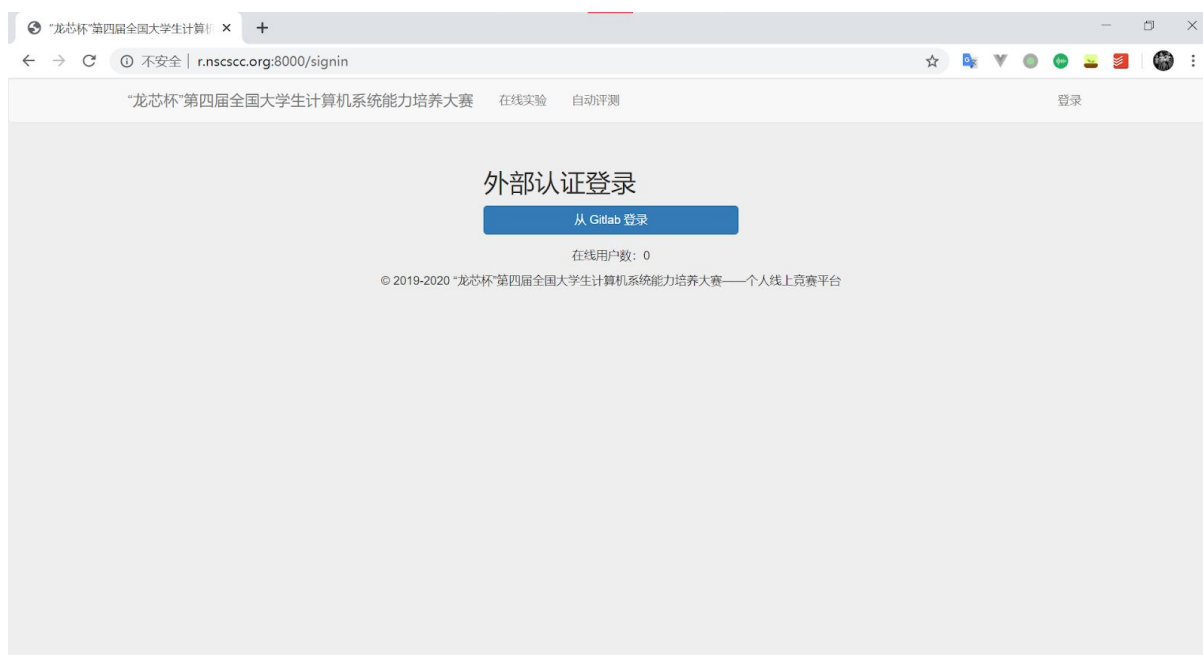 “龙芯杯”第四届全国大学生计算机
不安全 | r.nscscc.org:8000/signin
“龙芯杯”第四届全国大学生计算机系统能力培养大赛 在线实验 自动评测 登录
外部认证登录
从 Gitlab 登录
在线用户数：0
© 2019-2020 “龙芯杯”第四届全国大学生计算机系统能力培养大赛——个人线上竞赛平台